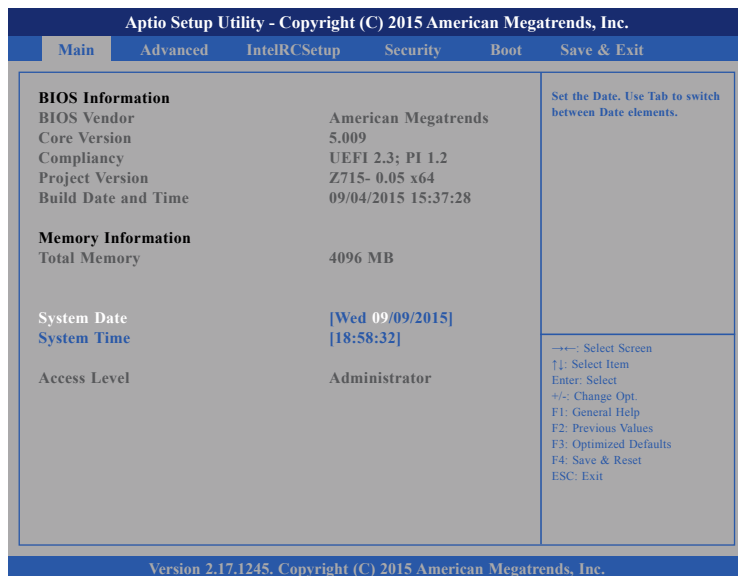 Aptio Setup Utility - Copyright (C) 2015 American Megatrends, Inc.
Main Advanced IntelRCSetup Security Boot Save & Exit
BIOS Information
BIOS Vendor American Megatrends
Core Version 5.009
Compliancy UEFI 2.3; PI 1.2
Project Version Z715- 0.05 x64
Build Date and Time 09/04/2015 15:37:28
Memory Information
Total Memory 4096 MB
System Date [Wed 09/09/2015]
System Time [18:58:32]
Access Level Administrator
Set the Date. Use Tab to switch
between Date elements.
→←: Select Screen
↑↓: Select Item
Enter: Select
+/-: Change Opt.
F1: General Help
F2: Previous Values
F3: Optimized Defaults
F4: Save & Reset
ESC: Exit
Version 2.17.1245. Copyright (C) 2015 American Megatrends, Inc.